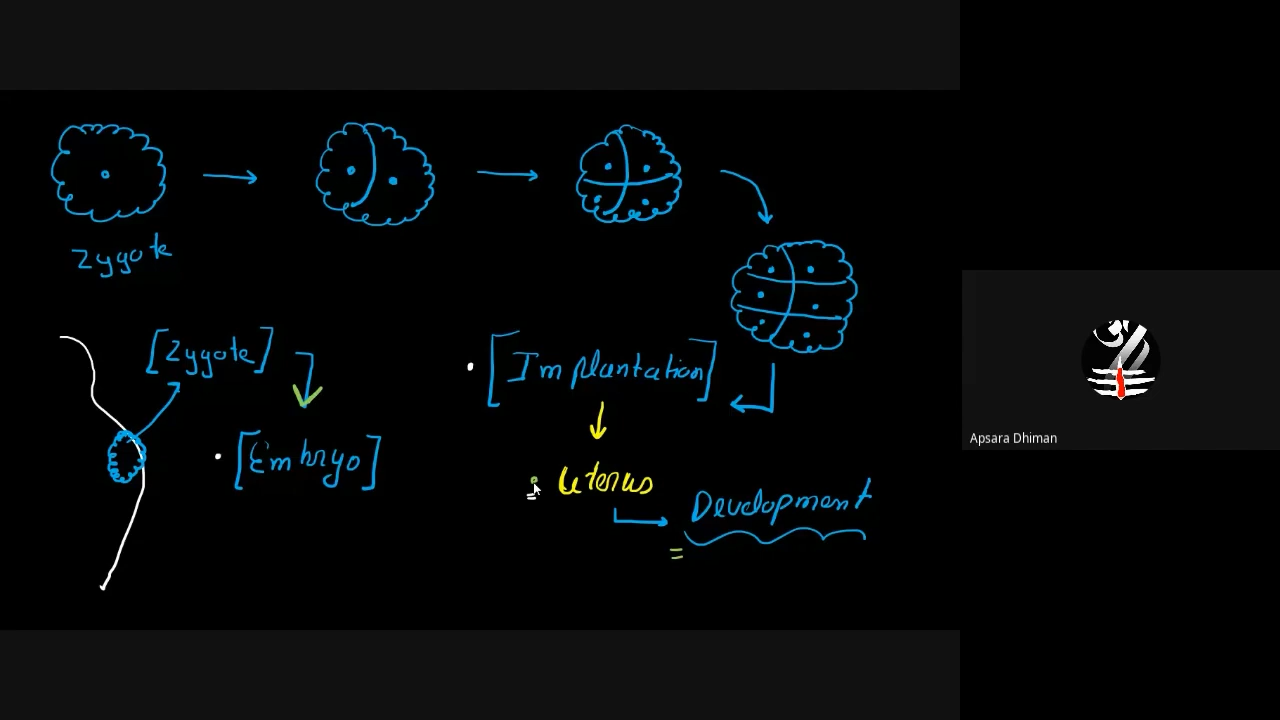 Zygote
[Zygote]
[Implantation]
[Embryo]
Uterus
Development
Apsara Dhiman